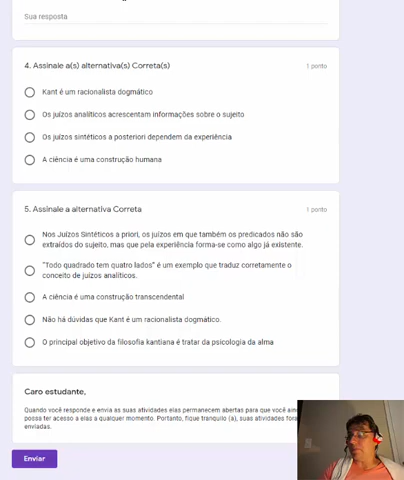 Sua resposta
4. Assinale a(s) alternativa(s) Correta(s)
1 ponto
Kant é um racionalista dogmático
Os juízos analíticos acrescentam informações sobre o sujeito
Os juízos sintéticos a posteriori dependem da experiência
A ciência é uma construção humana
5. Assinale a alternativa Correta
1 ponto
Nos Juízos Sintéticos a priori, os juízos em que também os predicados não são
extraídos do sujeito, mas que pela experiência forma-se como algo já existente.
"Todo quadrado tem quatro lados" é um exemplo que traduz corretamente o
conceito de juízos analíticos.
A ciência é uma construção transcendental
Não há dúvidas que Kant é um racionalista dogmático.
O principal objetivo da filosofia kantiana é tratar da psicologia da alma
Caro estudante,
Quando você responde e envia as suas atividades elas permanecem abertas para que você
possa ter acesso a elas a qualquer momento. Portanto, fique tranquilo (a), suas atividades
enviadas.
Enviar